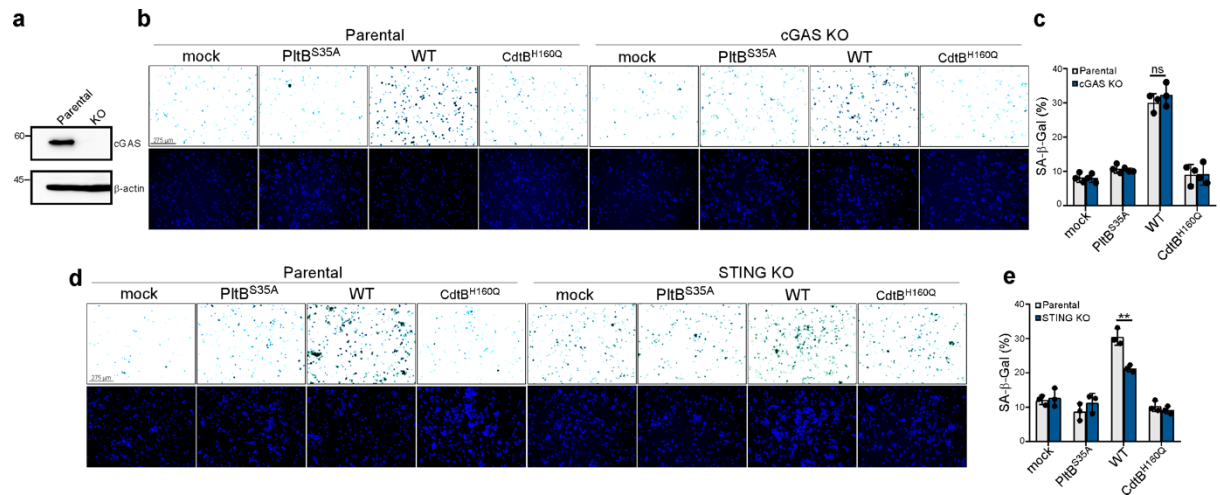 a
Parental
KO
60
cGAS
45
β-actin
b
Parental
cGAS KO
mock
PltB^S35A
WT
CdtB^H160Q
mock
PltB^S35A
WT
CdtB^H160Q
275 μm
c
Parental
cGAS KO
ns
SA-β-Gal (%)
40
30
20
10
0
mock
PltB^S35A
WT
CdtB^H160Q
d
Parental
STING KO
mock
PltB^S35A
WT
CdtB^H160Q
mock
PltB^S35A
WT
CdtB^H160Q
275 μm
e
Parental
STING KO
**
SA-β-Gal (%)
40
30
20
10
0
mock
PltB^S35A
WT
CdtB^H160Q